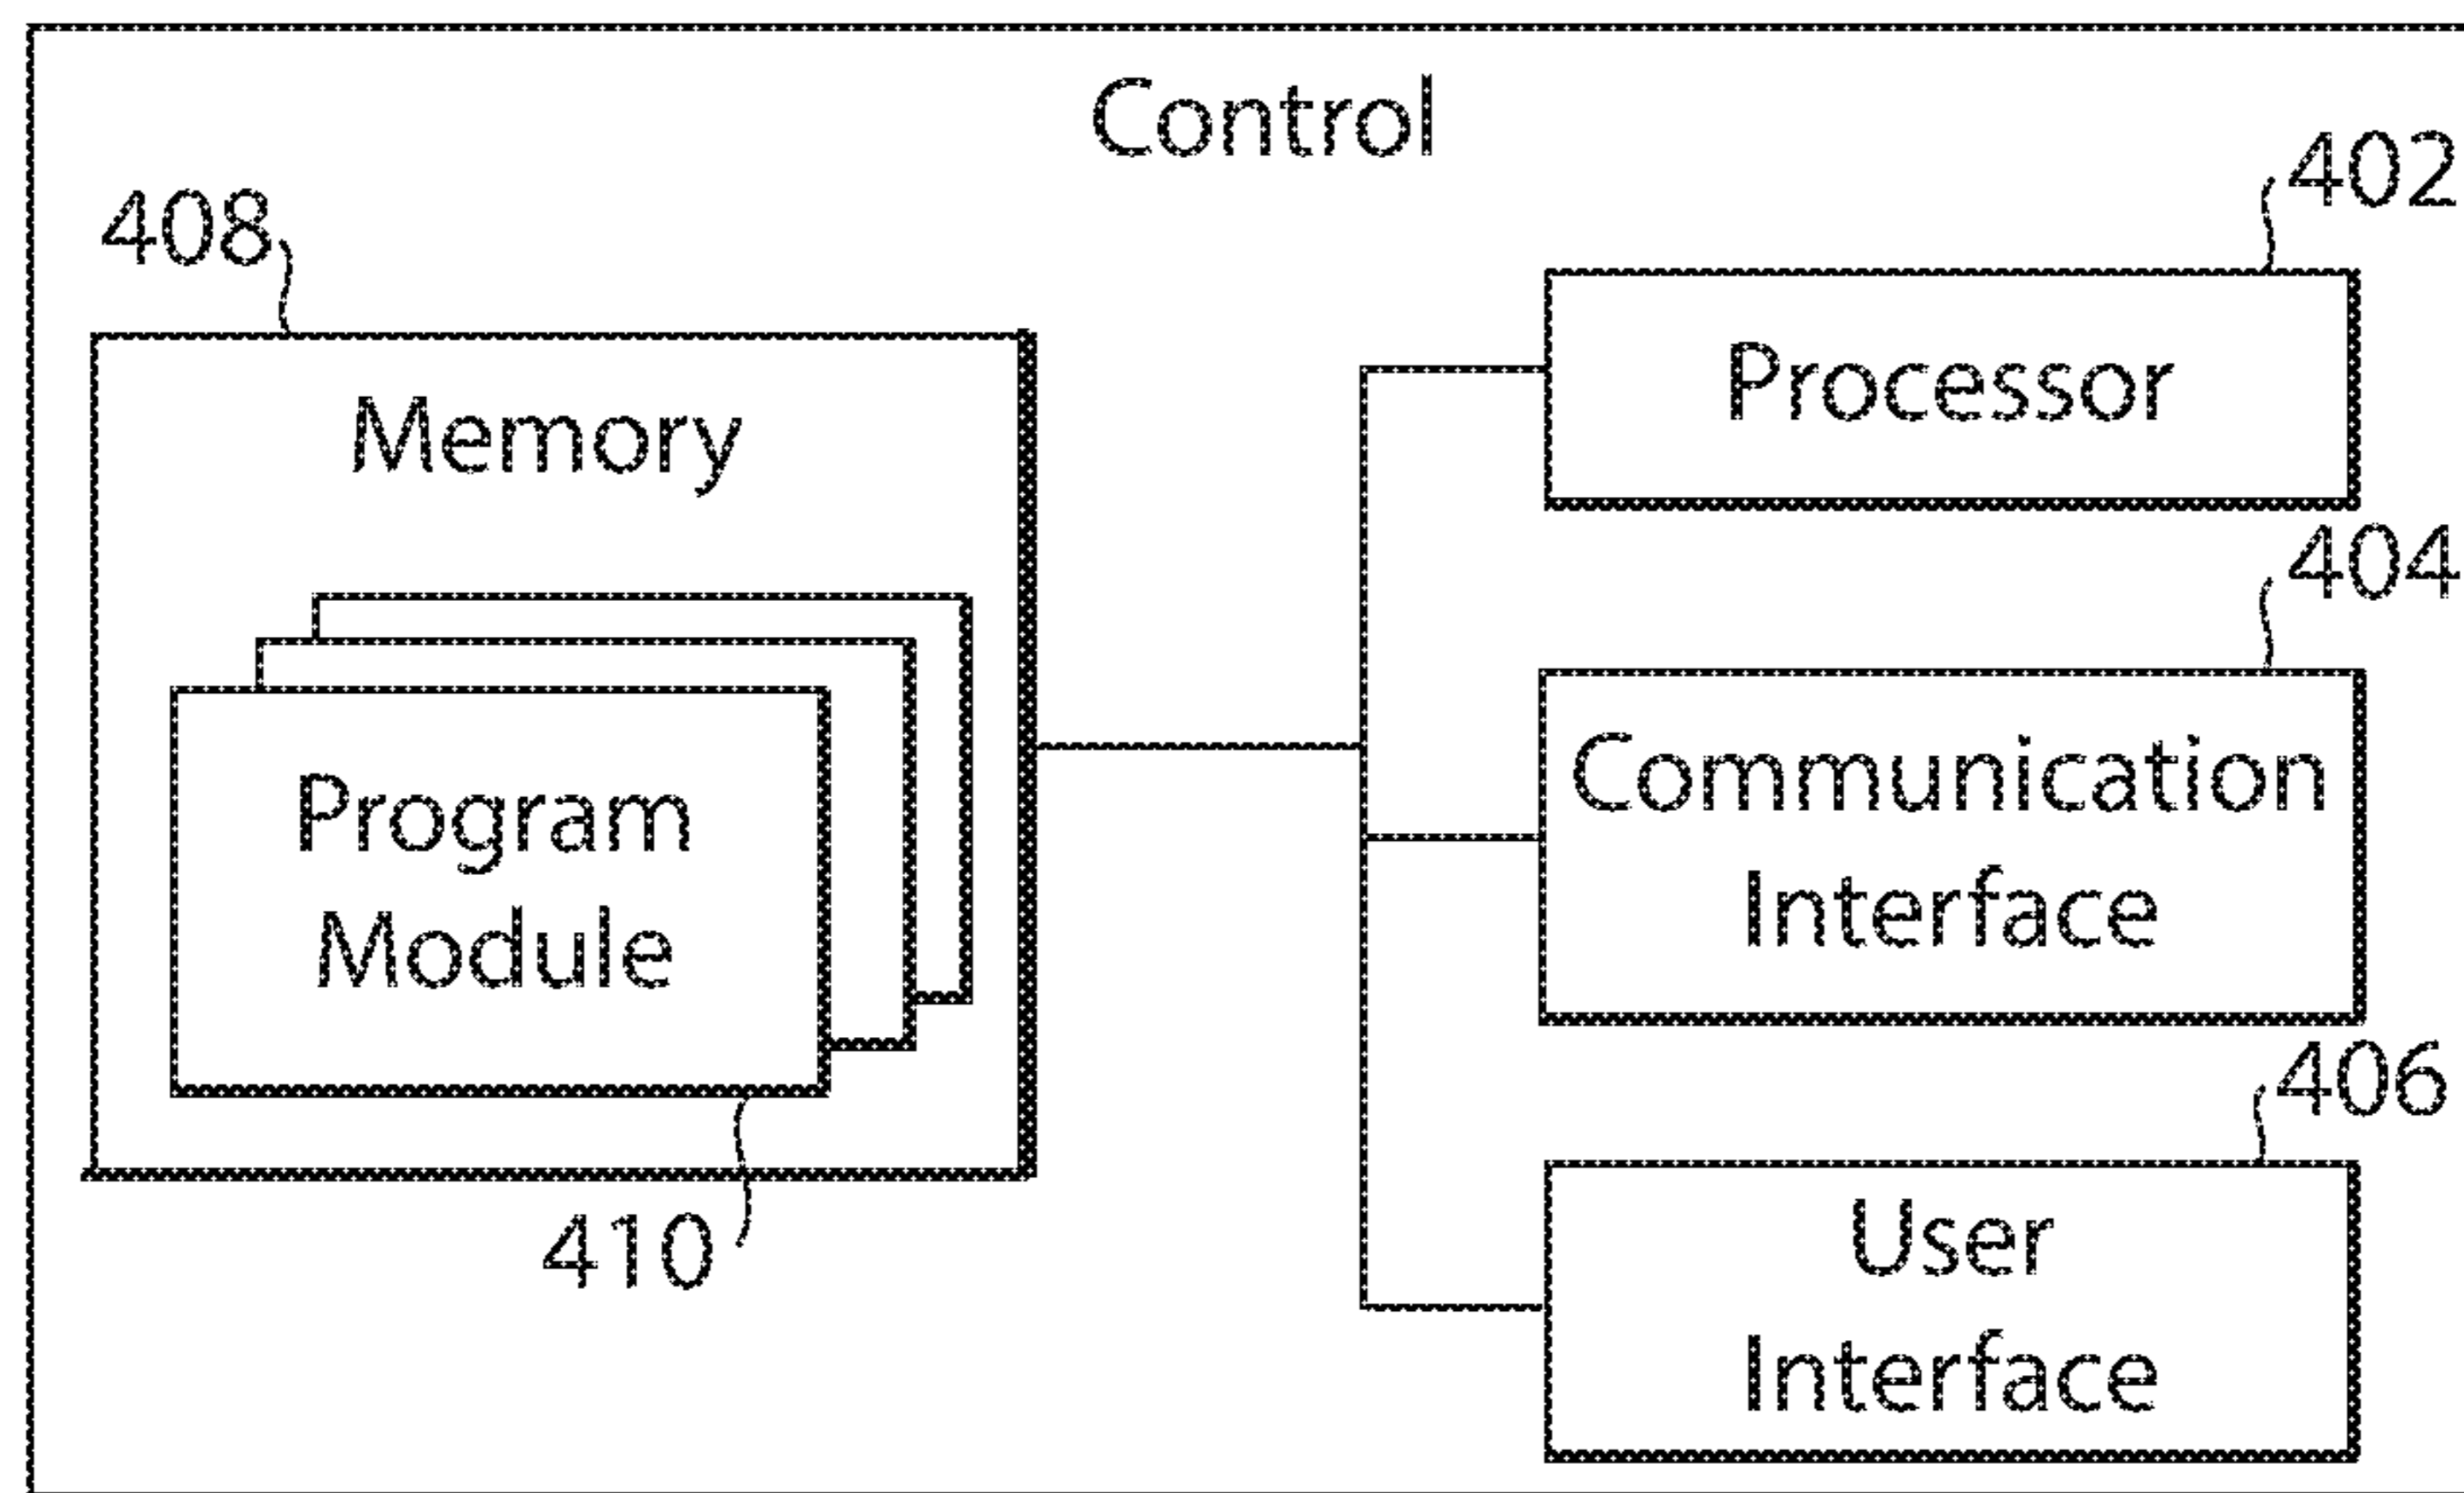 Control
402
408
Processor
Memory
404
Communication
Interface
Program
Module
406
User
Interface
410